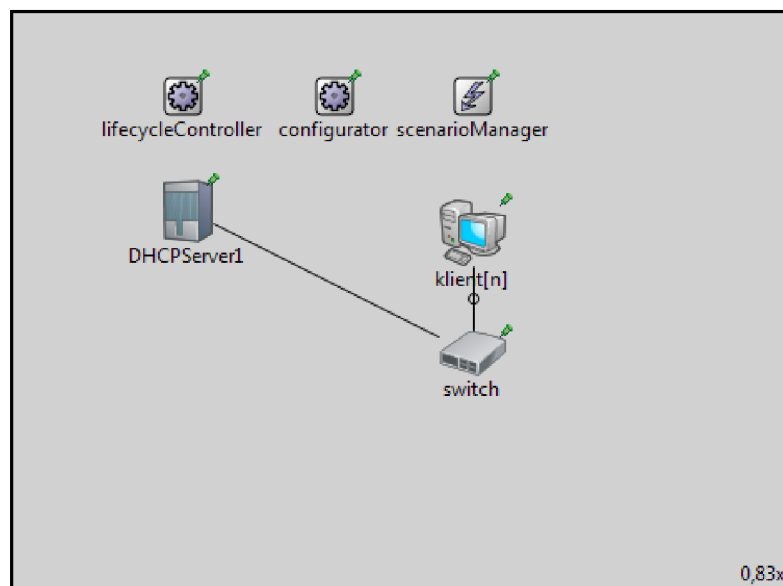 lifecycleController configurator scenarioManager
DHCPServer1
klient[n]
switch
0,83x